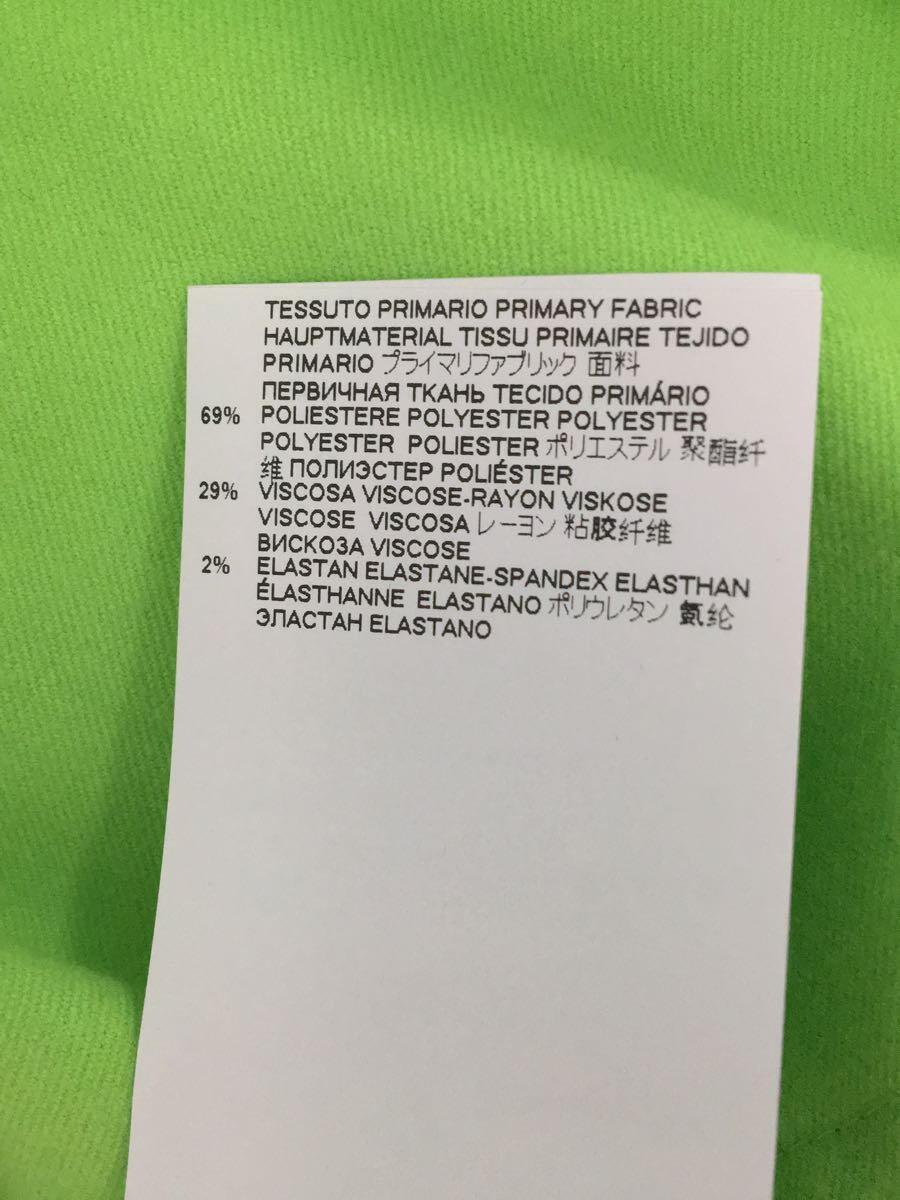 TESSUTO PRIMARIO PRIMARY FABRIC
HAUPTMATERIAL TISSU PRIMAIRE TEJIDO
PRIMARIO プライマリファブリック 面料
ПЕРВИЧНАЯ ТКАНЬ TECIDO PRIMÁRIO
69% POLIESTERE POLYESTER POLYESTER
POLYESTER POLIESTER ポリエステル 聚酯纤
维 ПОЛИЭСТЕР POLIÉSTER
29% VISCOSA VISCOSE-RAYON VISKOSE
VISCOSE VISCOSA レーヨン 粘胶纤维
ВИСКОЗА VISCOSE
2% ELASTAN ELASTANE-SPANDEX ELASTHAN
ÉLASTHANNE ELASTANO ポリウレタン 氨纶
ЭЛАСТАН ELASTANO